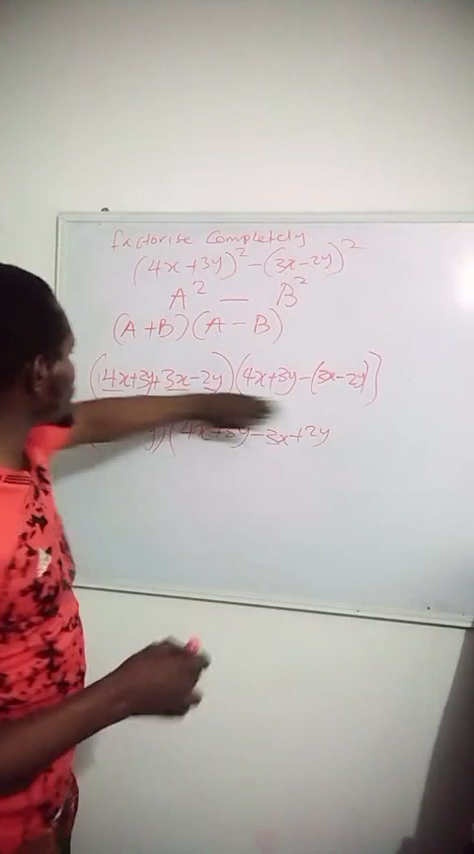 factorise Completely
(4x+3y)² - (3x-2y)²
A² - B²
(A+B)(A-B)
(4x+3y+3x-2y)(4x+3y-(3x-2y)]
y)(4x+3y-3x+2y